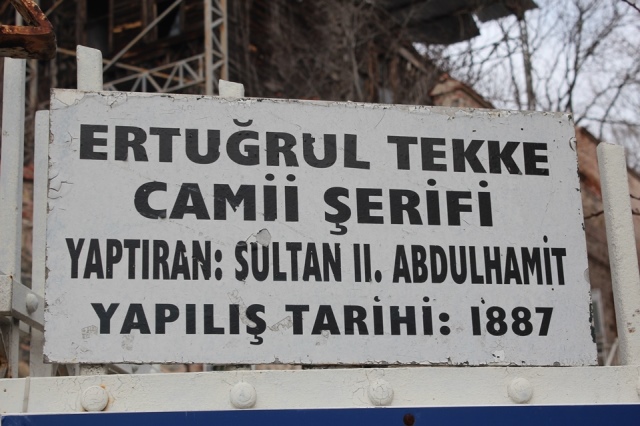 ERTUĞRUL TEKKE
CAMİİ ŞERİFİ
YAPTIRAN: SULTAN II. ABDULHAMİT
YAPILIŞ TARİHİ: 1887